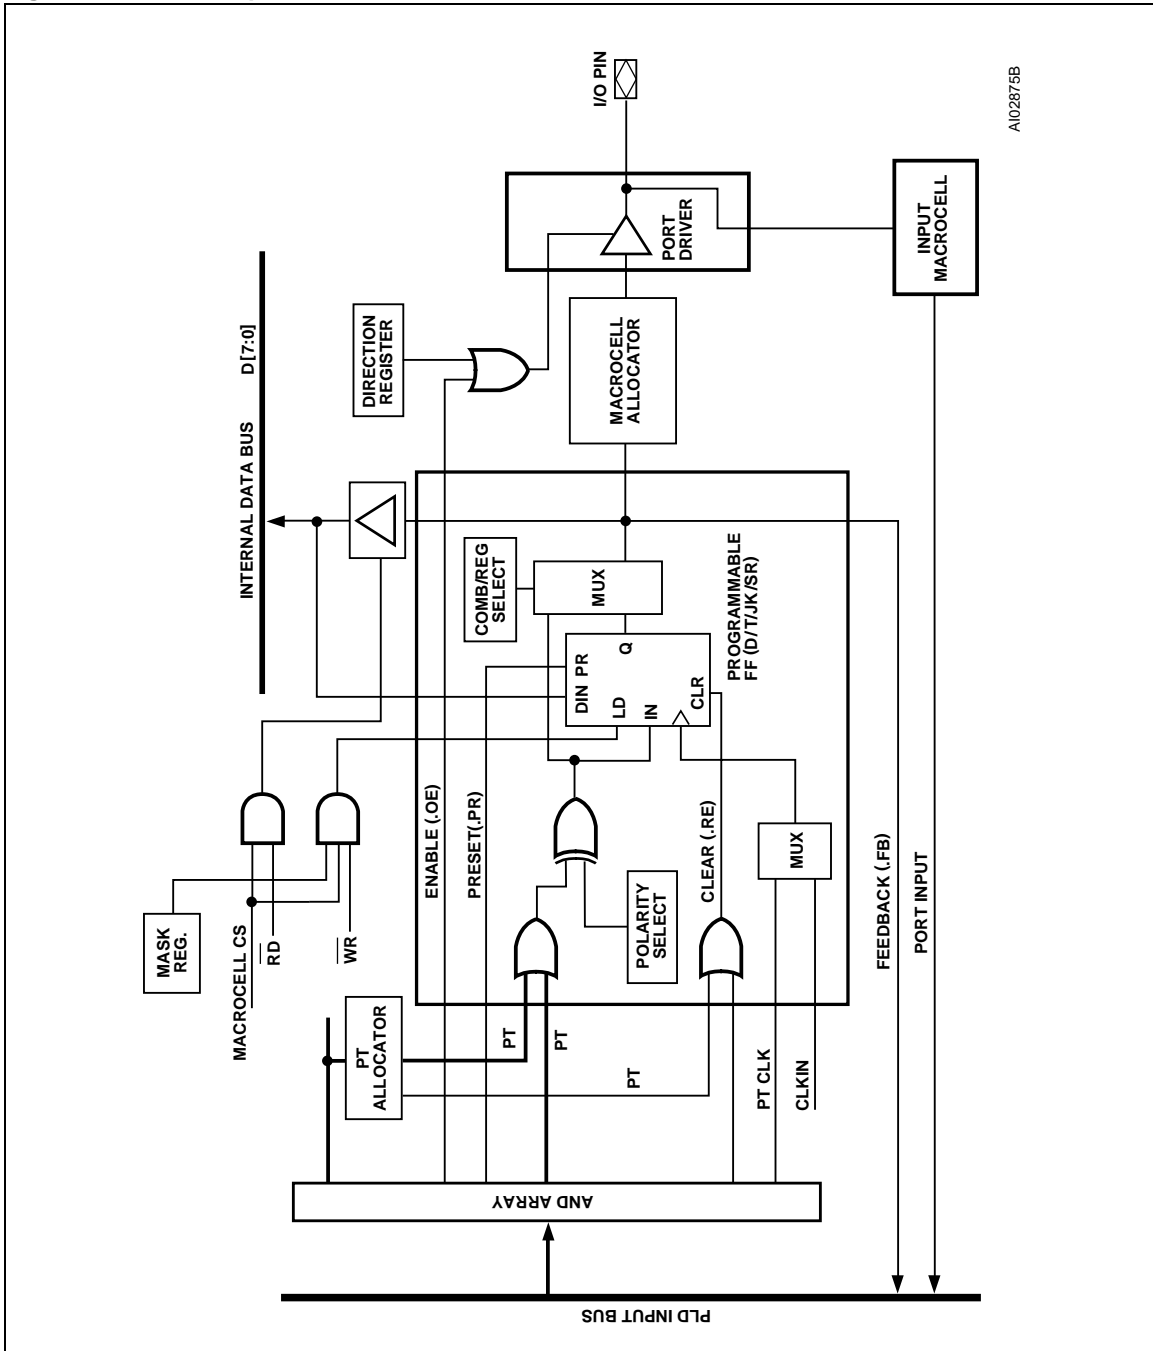 MASK
REG.
MACROCELL CS
RD
WR
INTERNAL DATA BUS D[7:0]
DIRECTION
REGISTER
PT
ALLOCATOR
ENABLE (.OE)
PRESET(.PR)
COMB/REG
SELECT
AND ARRAY
PT
PT
PT
POLARITY
SELECT
DIN PR
LD
IN
Q
CLR
MUX
PROGRAMMABLE
FF (D/T/JK/SR)
MACROCELL
ALLOCATOR
PORT
DRIVER
I/O PIN
CLEAR (.RE)
MUX
PT CLK
CLKIN
FEEDBACK (.FB)
PORT INPUT
INPUT
MACROCELL
PLD INPUT BUS
AI02875B